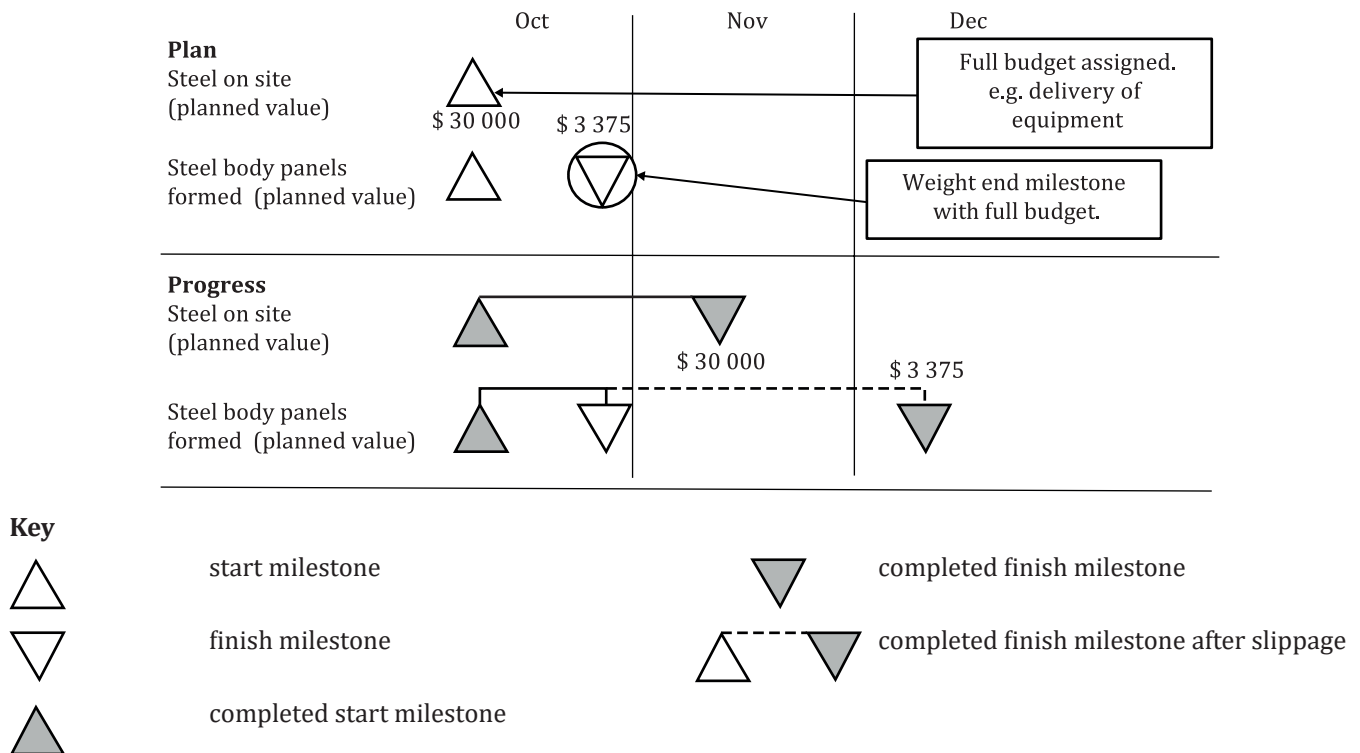 Oct Nov Dec
Plan
Steel on site
(planned value)
Full budget assigned.
e.g. delivery of
equipment
$ 30 000 $ 3 375
Steel body panels
formed (planned value)
Weight end milestone
with full budget.
Progress
Steel on site
(planned value)
$ 30 000
$ 3 375
Steel body panels
formed (planned value)
Key
start milestone
completed finish milestone
finish milestone
completed finish milestone after slippage
completed start milestone